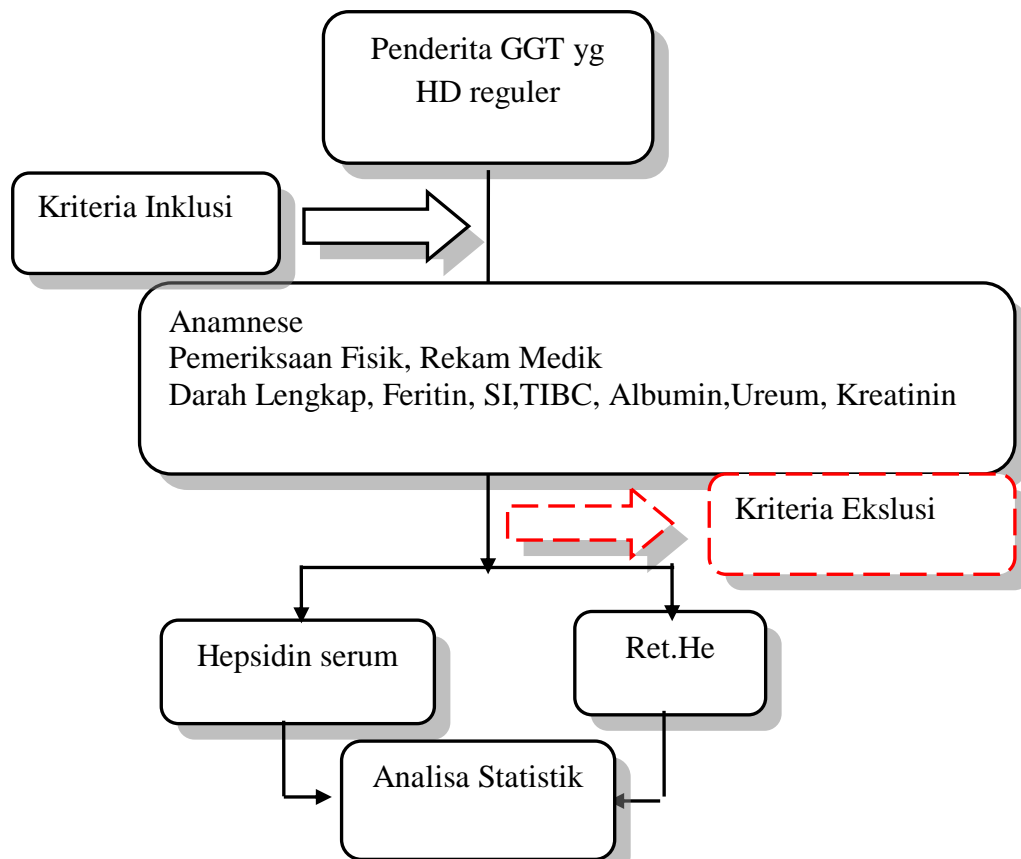 Penderita GGT yg
HD reguler
Kriteria Inklusi
Anamnese
Pemeriksaan Fisik, Rekam Medik
Darah Lengkap, Feritin, SI,TIBC, Albumin,Ureum, Kreatinin
Kriteria Ekslusi
Hepsidin serum
Ret.He
Analisa Statistik